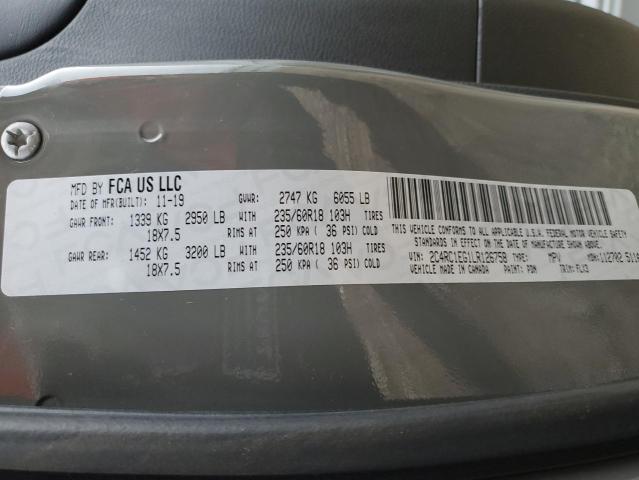 MFD BY FCA US LLC
DATE OF MFR(BUILT): 11-19 GVWR: 2747 KG 6055 LB
GAWR FRONT: 1339 KG 2950 LB WITH 235/60R18 103H TIRES
18X7.5 RIMS AT 250 KPA ( 36 PSI) COLD
GAWR REAR: 1452 KG 3200 LB WITH 235/60R18 103H TIRES
18X7.5 RIMS AT 250 KPA ( 36 PSI) COLD
THIS VEHICLE CONFORMS TO ALL APPLICABLE U.S.A. FEDERAL MOTOR VEHICLE SAFETY
STANDARDS IN EFFECT ON THE DATE OF MANUFACTURE SHOWN ABOVE.
VIN: 2C4RC1EG1LR126758 TYPE: MPV MDH: 112702
VEHICLE MADE IN CANADA PAINT: PDN TRIM: FLX3